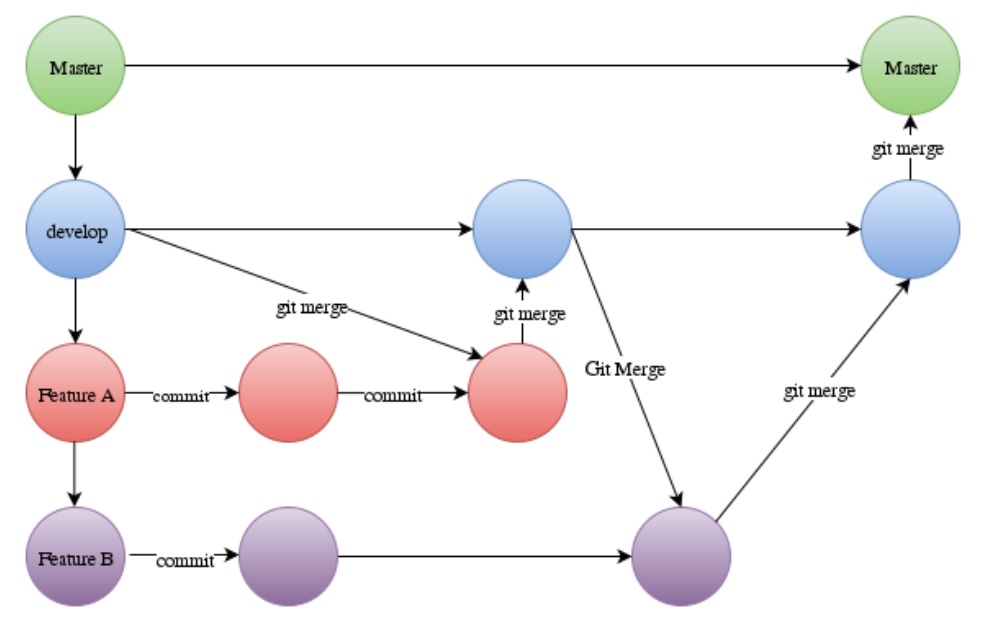 Master
Master
git merge
develop
git merge
git merge
Git Merge
git merge
Feature A
commit
commit
Feature B
commit